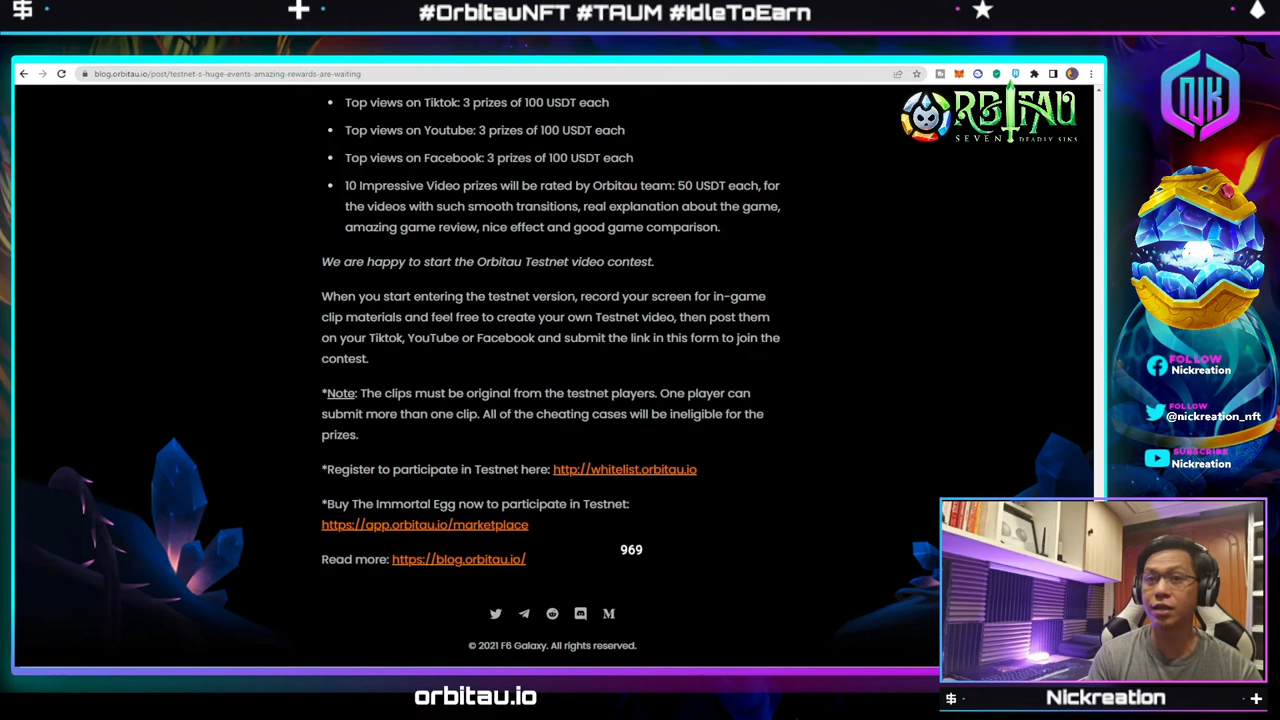 #OrbitauNFT #TAUM #IdleToEarn
blog.orbitau.io/post/testnet-s-huge-events-amazing-rewards-are-waiting
ORBITAU
SEVEN DEADLY SINS
NJK
• Top views on Tiktok: 3 prizes of 100 USDT each
• Top views on Youtube: 3 prizes of 100 USDT each
• Top views on Facebook: 3 prizes of 100 USDT each
• 10 Impressive Video prizes will be rated by Orbitau team: 50 USDT each, for
the videos with such smooth transitions, real explanation about the game,
amazing game review, nice effect and good game comparison.
We are happy to start the Orbitau Testnet video contest.
When you start entering the testnet version, record your screen for in-game
clip materials and feel free to create your own Testnet video, then post them
on your Tiktok, YouTube or Facebook and submit the link in this form to join the
contest.
*Note: The clips must be original from the testnet players. One player can
submit more than one clip. All of the cheating cases will be ineligible for the
prizes.
*Register to participate in Testnet here: http://whitelist.orbitau.io
*Buy The Immortal Egg now to participate in Testnet:
https://app.orbitau.io/marketplace
969
Read more: https://blog.orbitau.io/
© 2021 F6 Galaxy. All rights reserved.
FOLLOW
Nickreation
FOLLOW
@nickreation_nft
SUBSCRIBE
Nickreation
orbitau.io
Nickreation